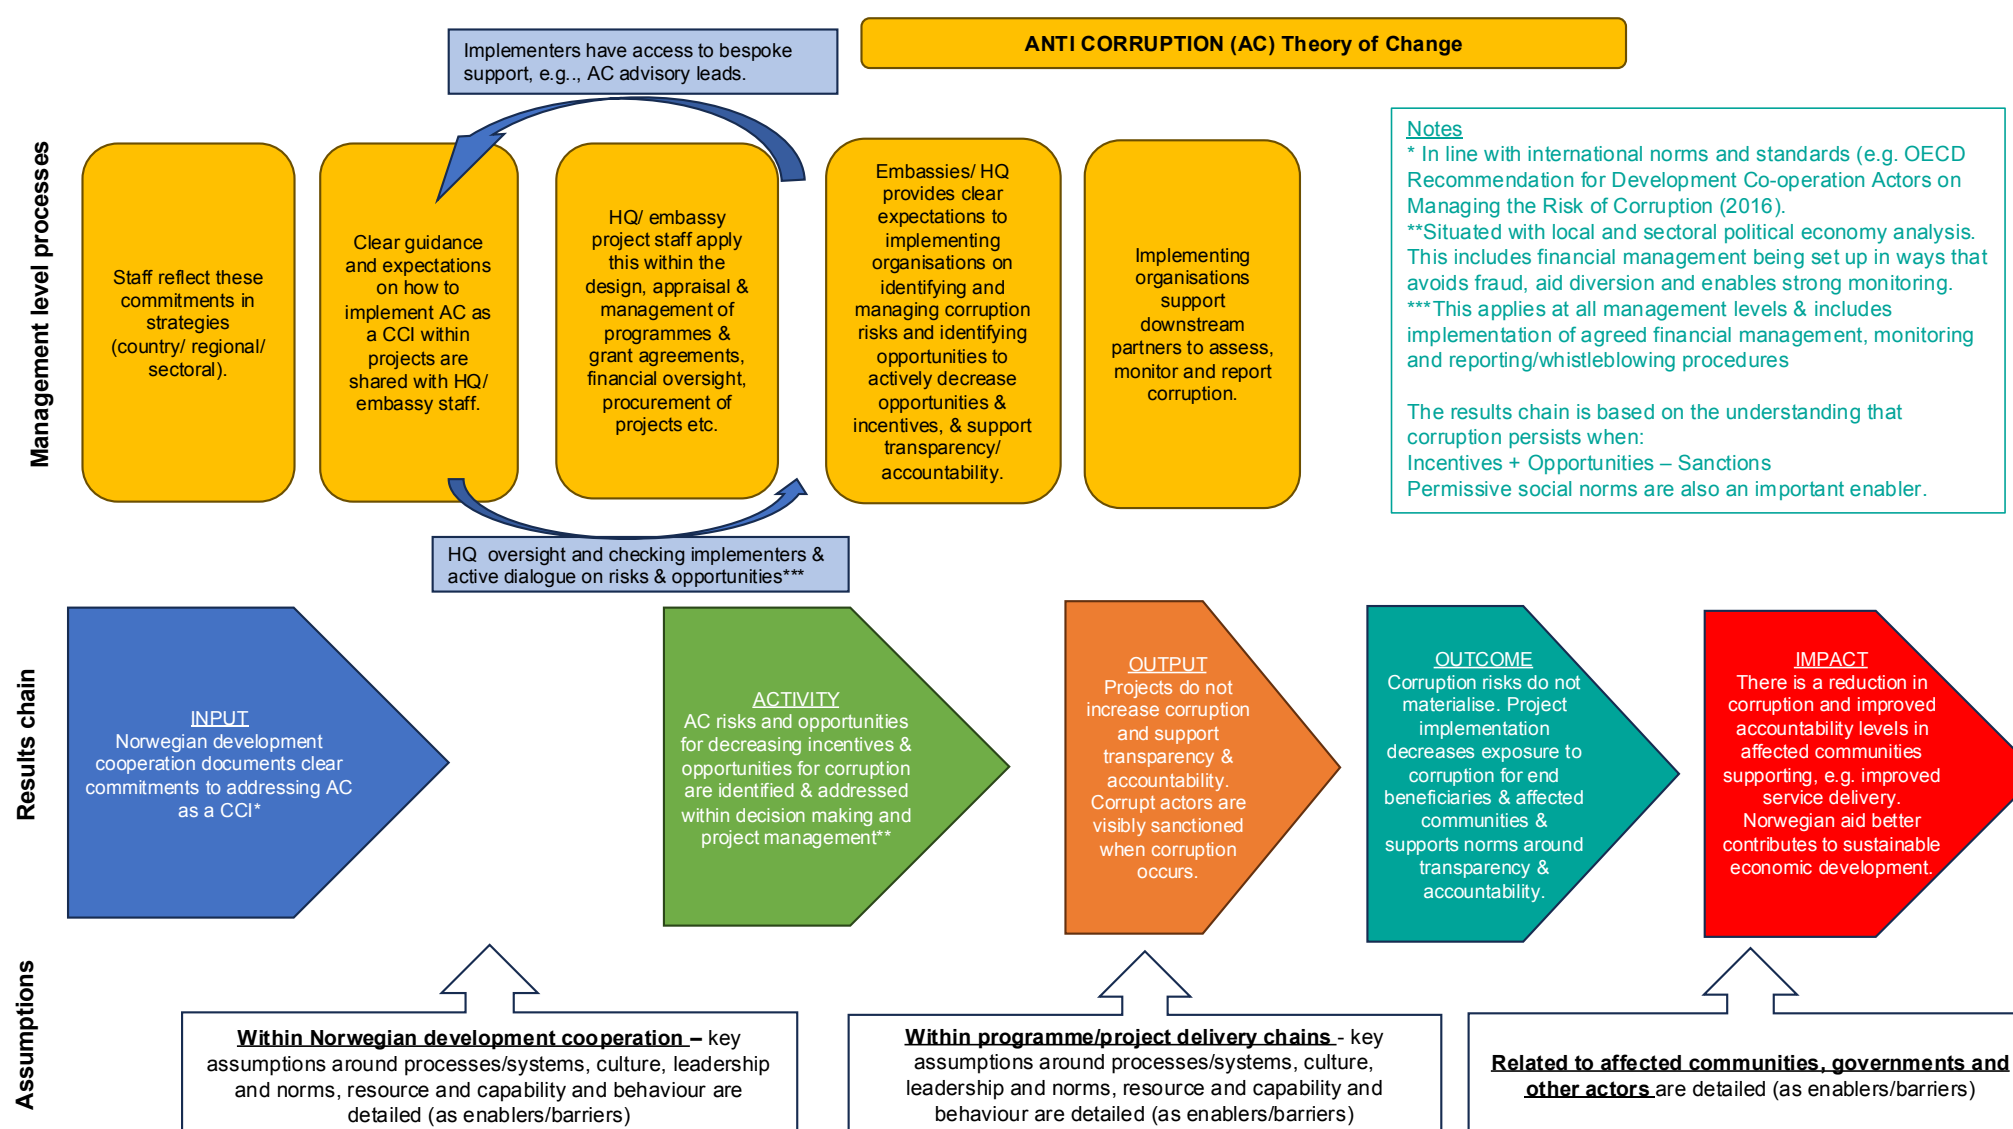 ANTI CORRUPTION (AC) Theory of Change
Implementers have access to bespoke
support, e.g.., AC advisory leads.
Management level processes
Staff reflect these
commitments in
strategies
(country/ regional/
sectoral).
Clear guidance
and expectations
on how to
implement AC as
a CCI within
projects are
shared with HQ/
embassy staff.
HQ/ embassy
project staff apply
this within the
design, appraisal &
management of
programmes &
grant agreements,
financial oversight,
procurement of
projects etc.
Embassies/ HQ
provides clear
expectations to
implementing
organisations on
identifying and
managing corruption
risks and identifying
opportunities to
actively decrease
opportunities &
incentives, & support
transparency/
accountability.
Implementing
organisations
support
downstream
partners to assess,
monitor and report
corruption.
Notes
* In line with international norms and standards (e.g. OECD
Recommendation for Development Co-operation Actors on
Managing the Risk of Corruption (2016).
**Situated with local and sectoral political economy analysis.
This includes financial management being set up in ways that
avoids fraud, aid diversion and enables strong monitoring.
***This applies at all management levels & includes
implementation of agreed financial management, monitoring
and reporting/whistleblowing procedures
The results chain is based on the understanding that
corruption persists when:
Incentives + Opportunities – Sanctions
Permissive social norms are also an important enabler.
HQ  oversight and checking implementers &
active dialogue on risks & opportunities***
Results chain
INPUT
Norwegian development
cooperation documents clear
commitments to addressing AC
as a CCI*
ACTIVITY
AC risks and opportunities
for decreasing incentives &
opportunities for corruption
are identified & addressed
within decision making and
project management**
OUTPUT
Projects do not
increase corruption
and support
transparency &
accountability.
Corrupt actors are
visibly sanctioned
when corruption
occurs.
OUTCOME
Corruption risks do not
materialise. Project
implementation
decreases exposure to
corruption for end
beneficiaries & affected
communities &
supports norms around
transparency &
accountability.
IMPACT
There is a reduction in
corruption and improved
accountability levels in
affected communities
supporting, e.g. improved
service delivery.
Norwegian aid better
contributes to sustainable
economic development.
Assumptions
Within Norwegian development cooperation – key
assumptions around processes/systems, culture, leadership
and norms, resource and capability and behaviour are
detailed (as enablers/barriers)
Within programme/project delivery chains - key
assumptions around processes/systems, culture,
leadership and norms, resource and capability and
behaviour are detailed (as enablers/barriers)
Related to affected communities, governments and
other actors are detailed (as enablers/barriers)